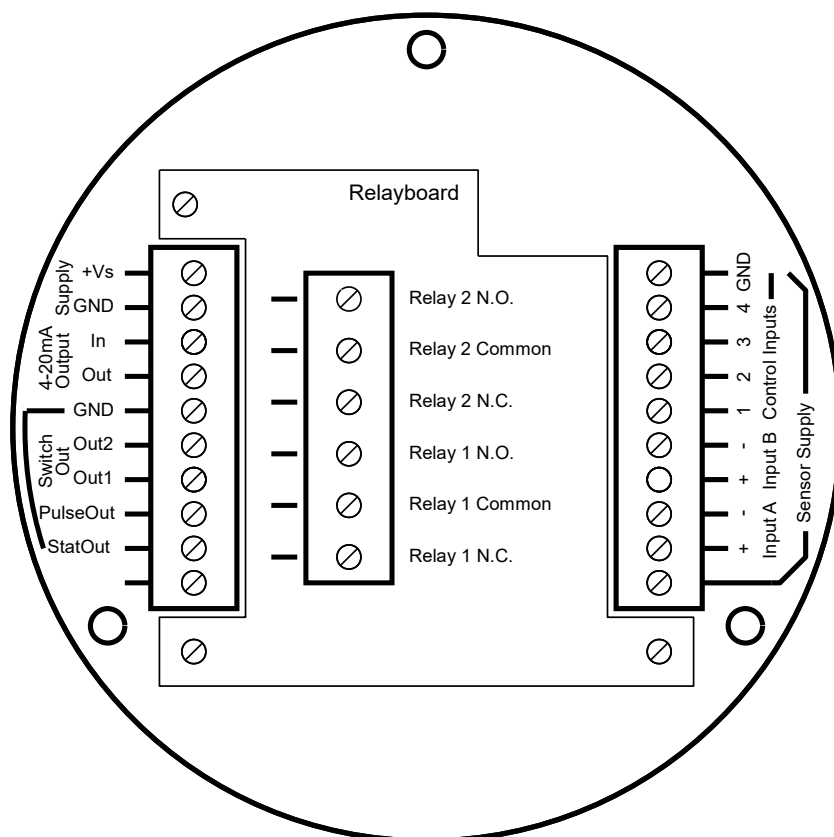 Relayboard
Supply
+Vs
GND
4-20mA
Output
In
Out
GND
Switch
Out
Out2
Out1
PulseOut
StatOut
Relay 2 N.O.
Relay 2 Common
Relay 2 N.C.
Relay 1 N.O.
Relay 1 Common
Relay 1 N.C.
GND
4
3
2
1
-
+
-
+
Input A
Input B
Control Inputs
Sensor Supply